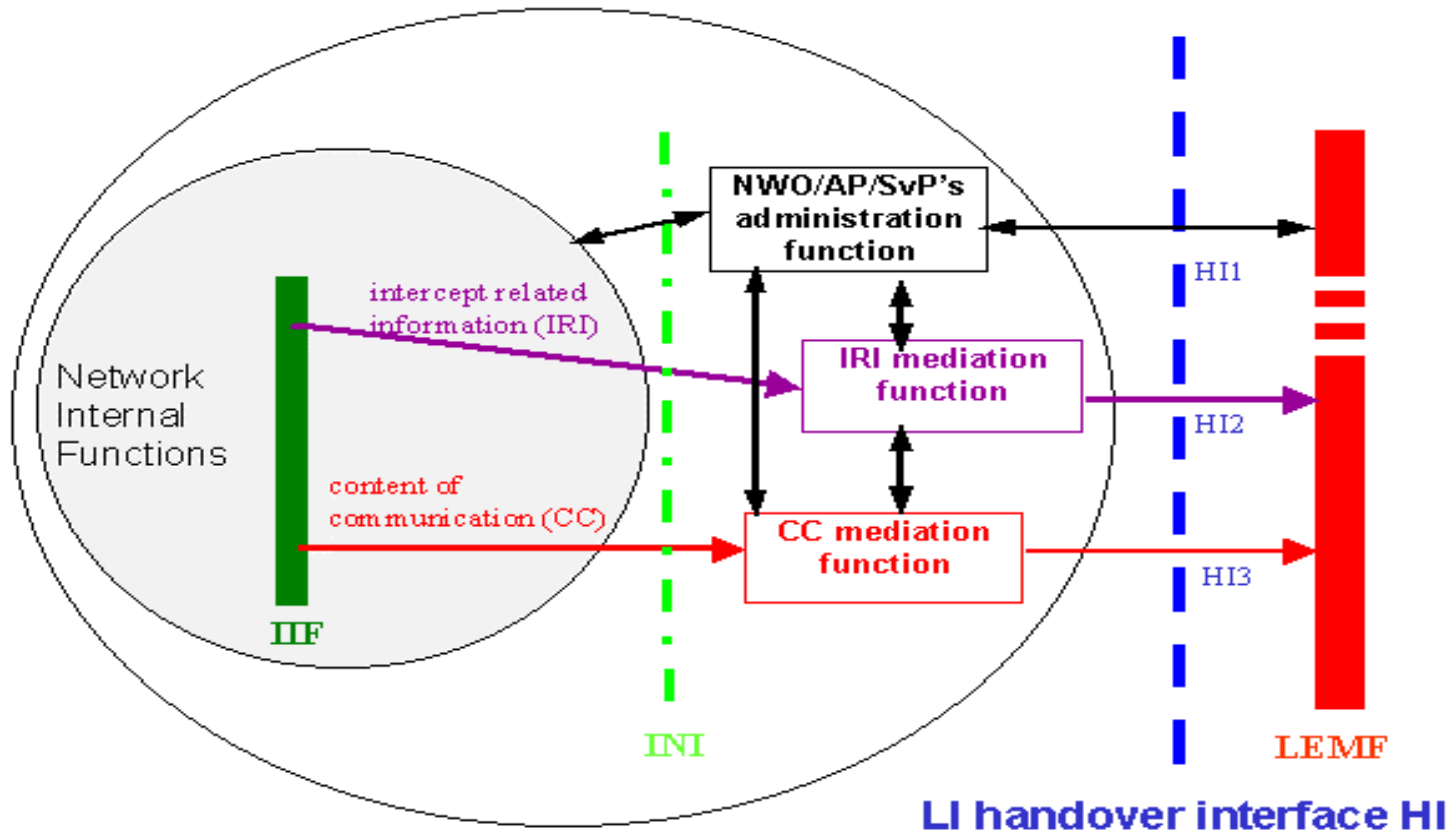 NWO/AP/SvP's
administration
function
HI1
intercept related
information (IRI)
IRI mediation
function
Network
Internal
Functions
HI2
content of
communication (CC)
CC mediation
function
HI3
IIF
INI
LEMF
LI handover interface HI